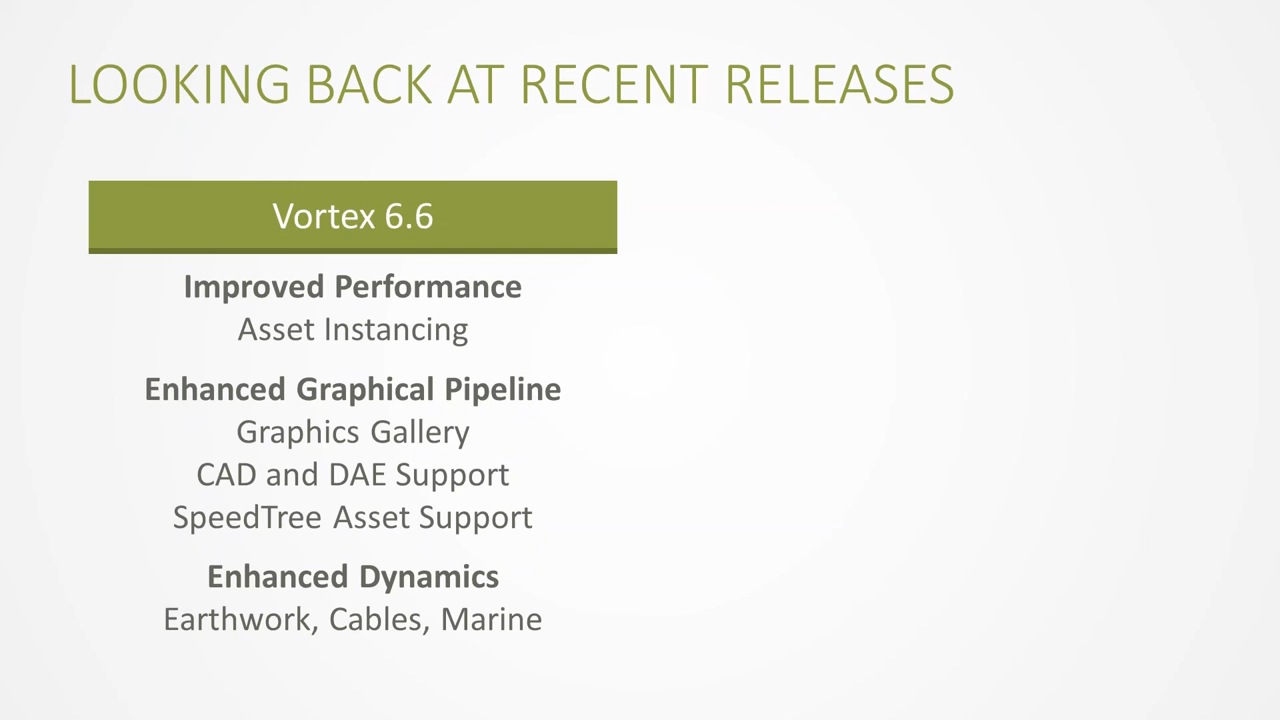 LOOKING BACK AT RECENT RELEASES
Vortex 6.6
Improved Performance
Asset Instancing
Enhanced Graphical Pipeline
Graphics Gallery
CAD and DAE Support
SpeedTree Asset Support
Enhanced Dynamics
Earthwork, Cables, Marine